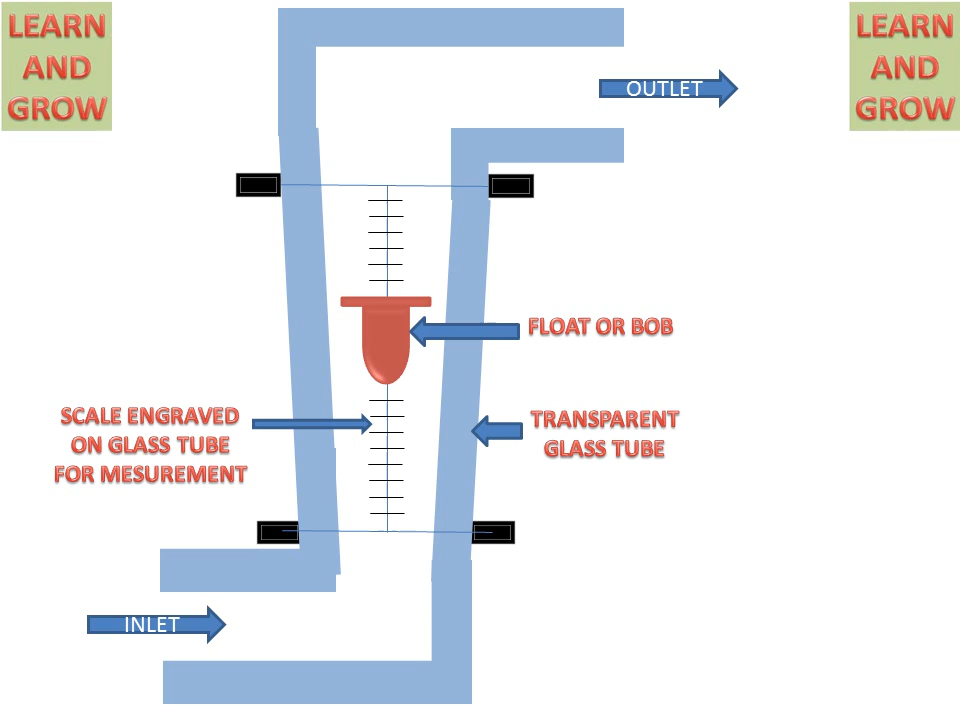 LEARN
AND
GROW
LEARN
AND
GROW
OUTLET
FLOAT OR BOB
SCALE ENGRAVED
ON GLASS TUBE
FOR MESUREMENT
TRANSPARENT
GLASS TUBE
INLET